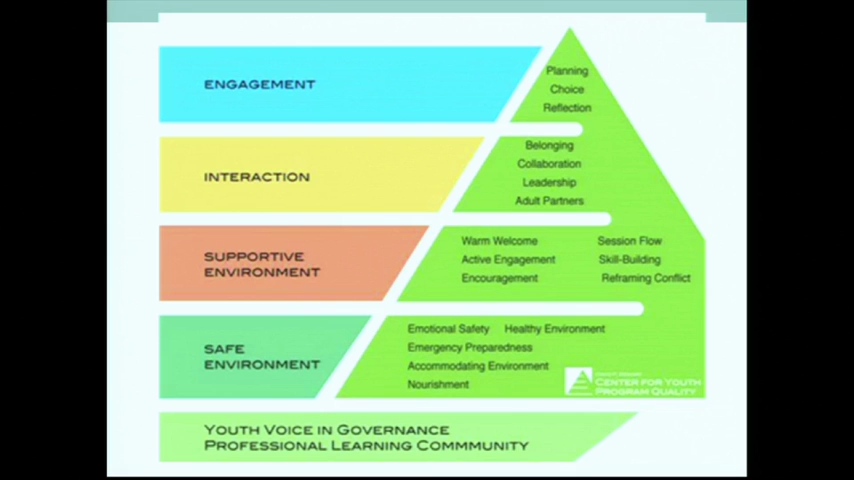 ENGAGEMENT
Planning
Choice
Reflection
INTERACTION
Belonging
Collaboration
Leadership
Adult Partners
SUPPORTIVE
ENVIRONMENT
Warm Welcome
Active Engagement
Encouragement
Session Flow
Skill-Building
Reframing Conflict
SAFE
ENVIRONMENT
Emotional Safety Healthy Environment
Emergency Preparedness
Accommodating Environment
Nourishment
CENTER FOR YOUTH
PROGRAM QUALITY
YOUTH VOICE IN GOVERNANCE
PROFESSIONAL LEARNING COMMMUNITY